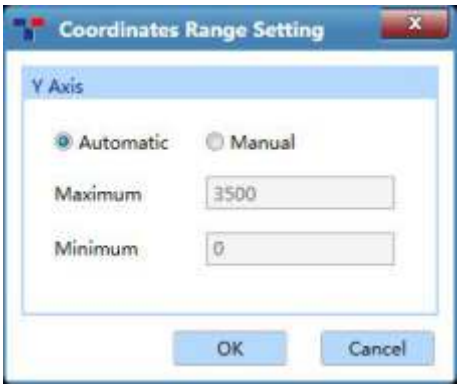 Coordinates Range Setting
Y Axis
Automatic Manual
Maximum 3500
Minimum 0
OK Cancel